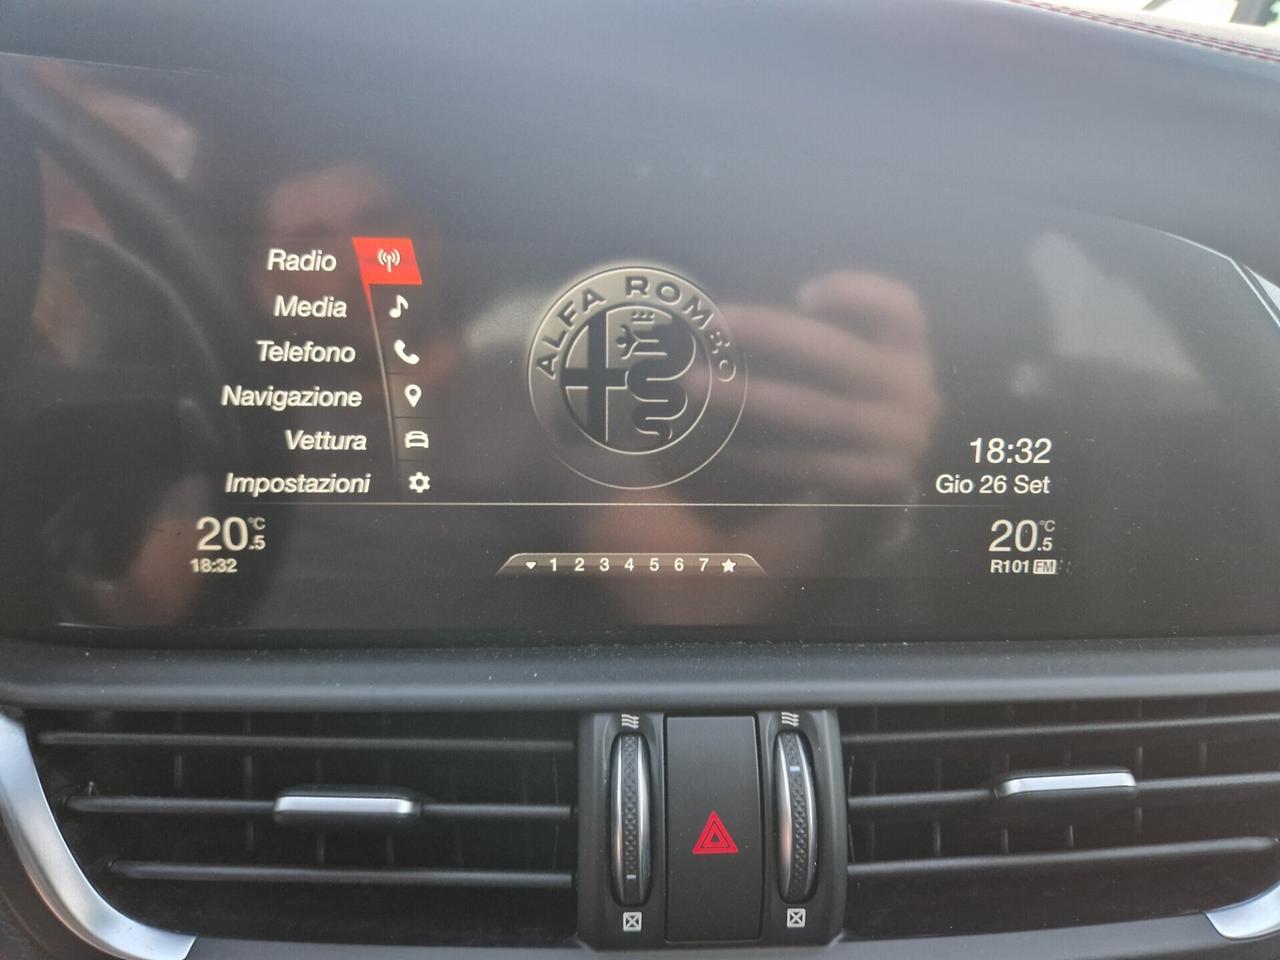 Radio
Media
Telefono
Navigazione
Vettura
Impostazioni
ALFA ROMEO
18:32
Gio 26 Set
20.5 °C
18:32
1 2 3 4 5 6 7
20.5 °C
R101 FM